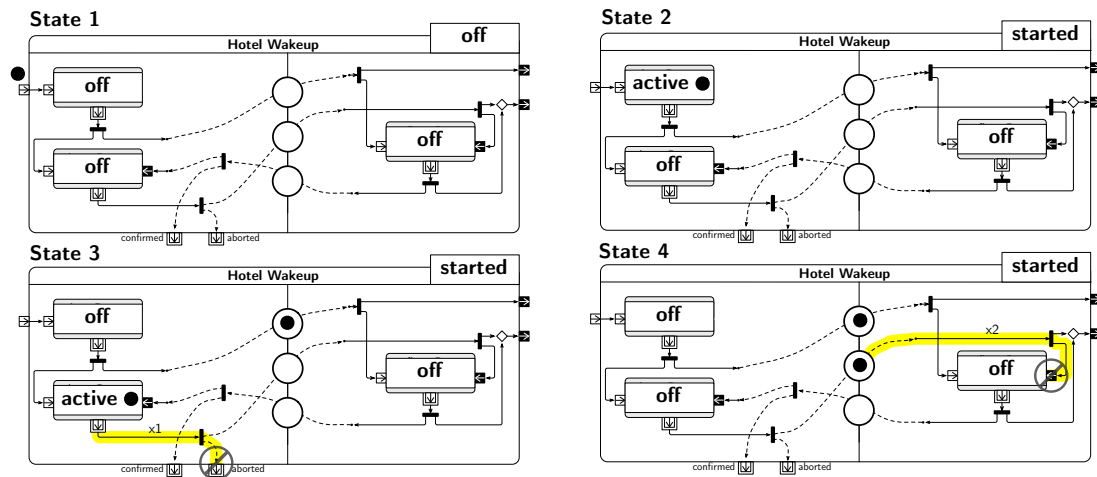 State 1
off
Hotel Wakeup
off
off
off
confirmed
aborted
State 2
started
Hotel Wakeup
active
off
off
confirmed
aborted
State 3
started
Hotel Wakeup
off
off
active
x1
confirmed
aborted
State 4
started
Hotel Wakeup
off
x2
off
off
confirmed
aborted